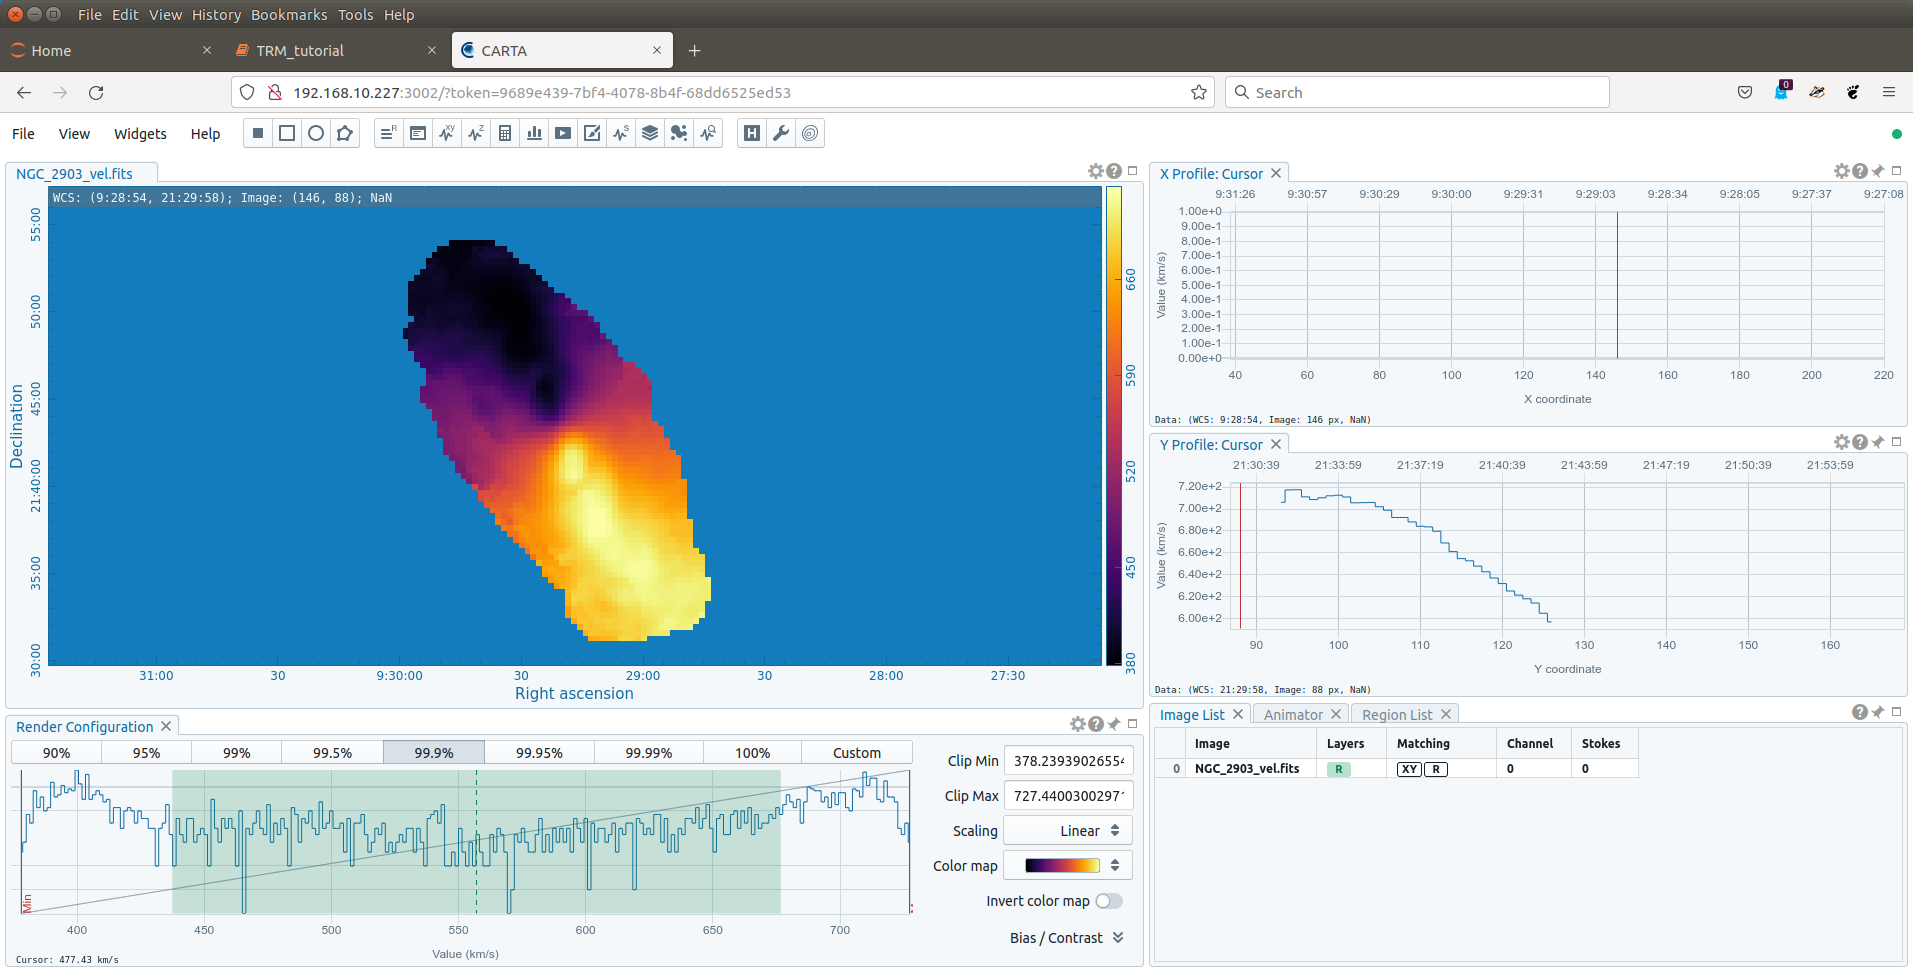 File Edit View History Bookmarks Tools Help
Home
TRM_tutorial
CARTA
192.168.10.227:3002/?token=9689e439-7bf4-4078-8b4f-68dd6525ed53
Search
0
File View Widgets Help
R XY Z S
NGC_2903_vel.fits
WCS: (9:28:54, 21:29:58); Image: (146, 88); NaN
Declination
55:00
50:00
45:00
21:40:00
35:00
30:00
31:00 30 9:30:00 30 29:00 30 28:00 27:30
Right ascension
660
590
520
450
380
X Profile: Cursor
9:31:26 9:30:57 9:30:29 9:30:00 9:29:31 9:29:03 9:28:34 9:28:05 9:27:37 9:27:08
Value (km/s)
1.00e+0
9.00e-1
8.00e-1
7.00e-1
6.00e-1
5.00e-1
4.00e-1
3.00e-1
2.00e-1
1.00e-1
0.00e+0
40 60 80 100 120 140 160 180 200 220
X coordinate
Data: (WCS: 9:28:54, Image: 146 px, NaN)
Y Profile: Cursor
21:30:39 21:33:59 21:37:19 21:40:39 21:43:59 21:47:19 21:50:39 21:53:59
Value (km/s)
7.20e+2
7.00e+2
6.80e+2
6.60e+2
6.40e+2
6.20e+2
6.00e+2
90 100 110 120 130 140 150 160
Y coordinate
Data: (WCS: 21:29:58, Image: 88 px, NaN)
Render Configuration
90% 95% 99% 99.5% 99.9% 99.95% 99.99% 100% Custom
Min
400 450 500 550 600 650 700
Value (km/s)
Cursor: 477.43 km/s
Clip Min 378.23939026554
Clip Max 727.44003002971
Scaling Linear
Color map
Invert color map
Bias / Contrast
Image List Animator Region List
Image Layers Matching Channel Stokes
0 NGC_2903_vel.fits R XY R 0 0